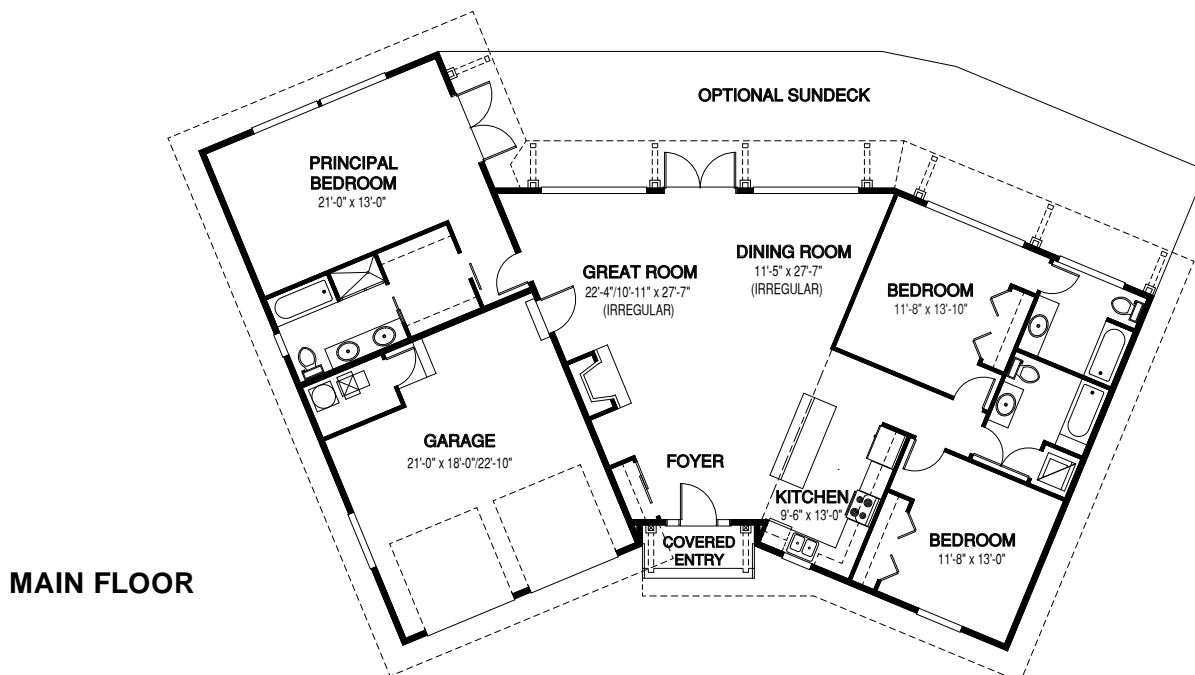 OPTIONAL SUNDECK
PRINCIPAL
BEDROOM
21'-0" x 13'-0"
GREAT ROOM
22'-4"/10'-11" x 27'-7"
(IRREGULAR)
DINING ROOM
11'-5" x 27'-7"
(IRREGULAR)
BEDROOM
11'-8" x 13'-10"
GARAGE
21'-0" x 18'-0"/22'-10"
FOYER
KITCHEN
9'-6" x 13'-0"
COVERED
ENTRY
BEDROOM
11'-8" x 13'-0"
MAIN FLOOR